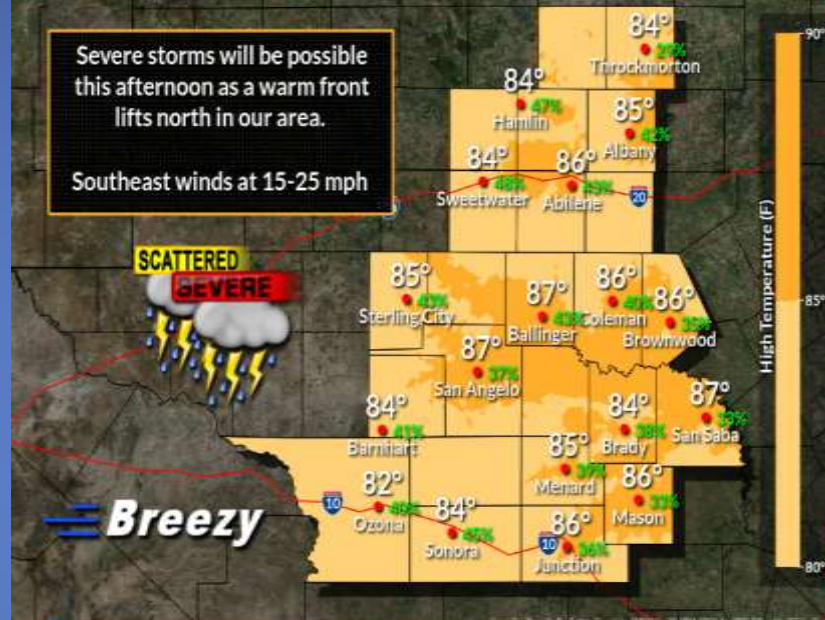 Severe storms will be possible
this afternoon as a warm front
lifts north in our area.
Southeast winds at 15-25 mph
84°
Throckmorton
84°
47%
Hamlin
85°
42%
Albany
84°
48%
Sweetwater
86°
43%
Abilene
20
SCATTERED
SEVERE
85°
43%
Sterling City
87°
43%
Ballinger
86°
40%
Coleman
86°
35%
Brownwood
87°
37%
San Angelo
84°
41%
Barnhart
84°
38%
Brady
87°
33%
San Saba
85°
39%
Menard
86°
33%
Mason
82°
Ozona
84°
45%
Sonora
86°
36%
Junction
10
10
Breezy
High Temperature (F)
90°
85°
80°